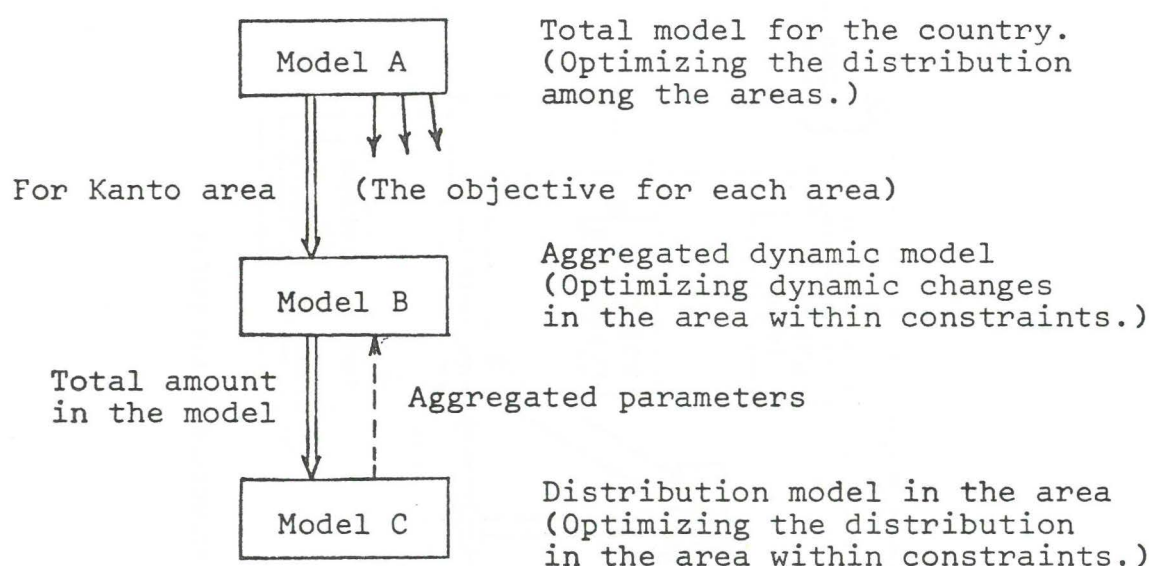 Model A
Total model for the country.
(Optimizing the distribution
among the areas.)
For Kanto area
(The objective for each area)
Model B
Aggregated dynamic model
(Optimizing dynamic changes
in the area within constraints.)
Total amount
in the model
Aggregated parameters
Model C
Distribution model in the area
(Optimizing the distribution
in the area within constraints.)